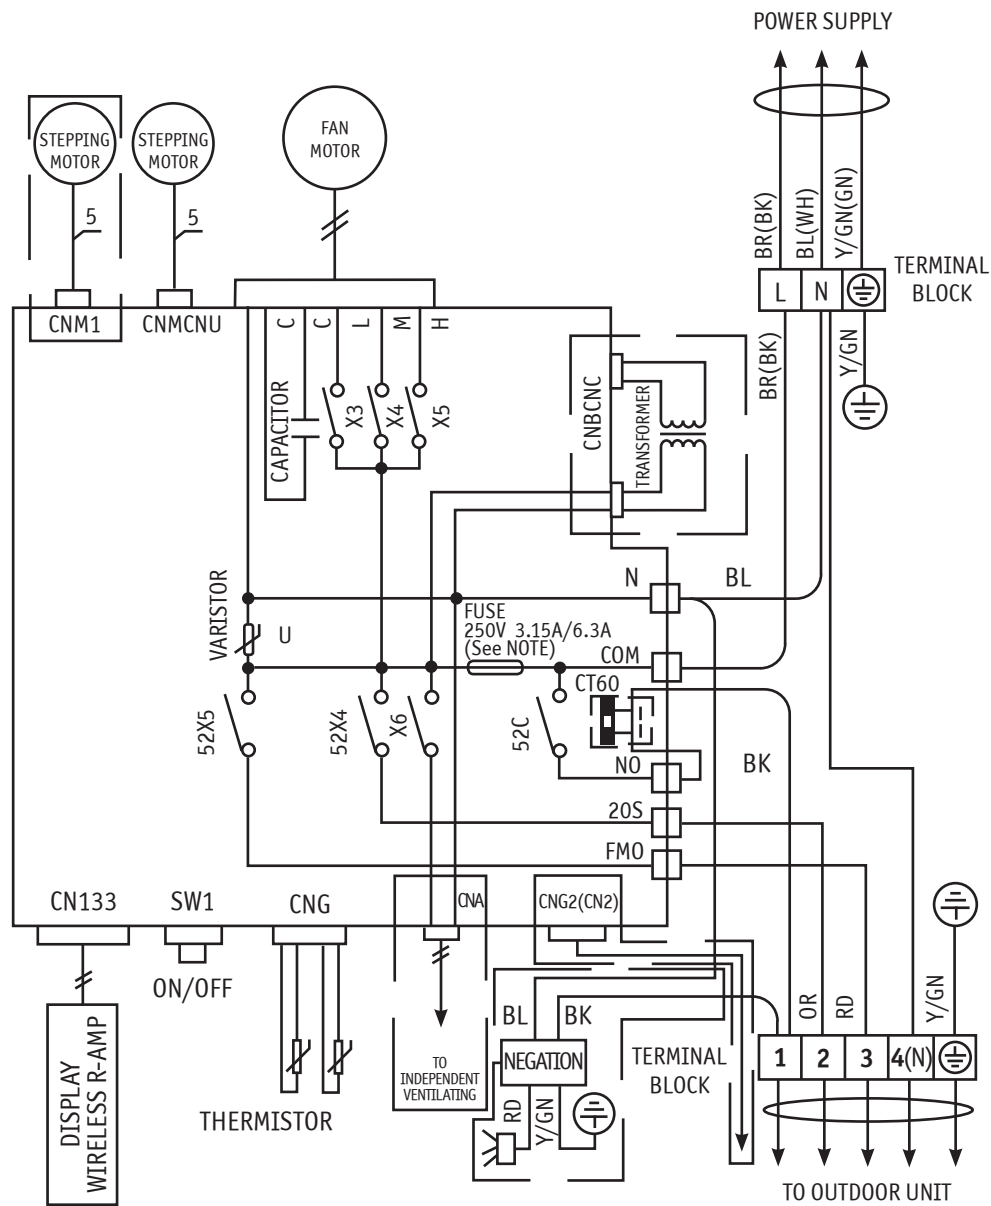 POWER SUPPLY
STEPPING
MOTOR
STEPPING
MOTOR
FAN
MOTOR
5
5
BR(BK)
BL(WH)
Y/GN(GN)
TERMINAL
BLOCK
L
N
CNM1
CNMCNU
C
C
L
M
H
BR(BK)
Y/GN
CAPACITOR
X3
X4
X5
CNBCNC
TRANSFORMER
N
BL
VARISTOR
U
FUSE
250V 3.15A/6.3A
(See NOTE)
COM
CT60
52X5
52X4
X6
52C
NO
BK
20S
FMO
CN133
SW1
CNG
CNA
CNG2(CN2)
ON/OFF
BL
BK
OR
RD
Y/GN
DISPLAY
WIRELESS R-AMP
THERMISTOR
TO
INDEPENDENT
VENTILATING
NEGATION
RD
Y/GN
TERMINAL
BLOCK
1
2
3
4(N)
TO OUTDOOR UNIT